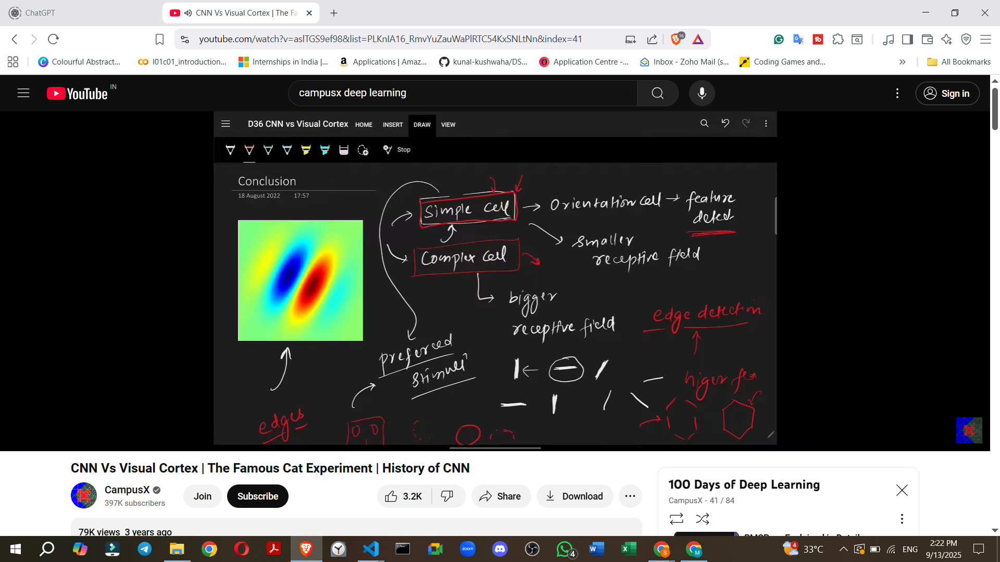 ChatGPT
CNN Vs Visual Cortex | The Fa
youtube.com/watch?v=aslTGS9ef98&list=PLKnIA16_RmvYuZauWaPlRTC54KxSNLtNn&index=41
16
Colourful Abstract...
l01c01_introduction...
Internships in India |...
Applications | Amaz...
kunal-kushwaha/DS...
Application Centre -...
Inbox - Zoho Mail (s...
Coding Games and...
All Bookmarks
YouTube IN
campusx deep learning
Sign in
D36 CNN vs Visual Cortex
HOME INSERT DRAW VIEW
Stop
Conclusion
18 August 2022 17:57
Simple Cell
Orientation cell
feature
detect
smaller
receptive field
Complex Cell
bigger
receptive field
edge detection
preferced
stimuli
higer fea
edges
CNN Vs Visual Cortex | The Famous Cat Experiment | History of CNN
CampusX
397K subscribers
Join
Subscribe
3.2K
Share
Download
79K views 3 years ago
100 Days of Deep Learning
CampusX - 41 / 84
zoom
4
4
33°C
ENG
2:22 PM
9/13/2025